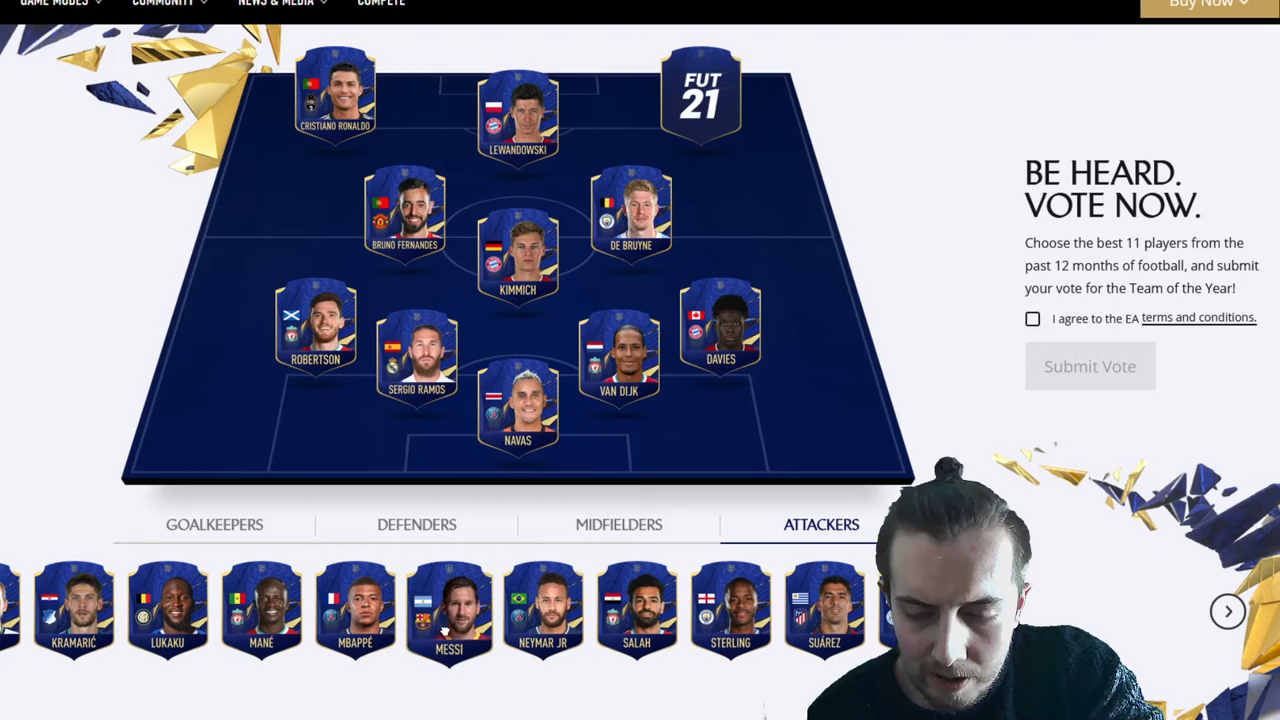 GAME MODES
COMMUNITY
NEWS & MEDIA
COMPETE
Buy Now
CRISTIANO RONALDO
LEWANDOWSKI
FUT
21
BRUNO FERNANDES
DE BRUYNE
KIMMICH
ROBERTSON
SERGIO RAMOS
VAN DIJK
DAVIES
NAVAS
BE HEARD.
VOTE NOW.
Choose the best 11 players from the
past 12 months of football, and submit
your vote for the Team of the Year!
I agree to the EA terms and conditions.
Submit Vote
GOALKEEPERS
DEFENDERS
MIDFIELDERS
ATTACKERS
KRAMARIĆ
LUKAKU
MANÉ
MBAPPÉ
MESSI
NEYMAR JR
SALAH
STERLING
SUÁREZ